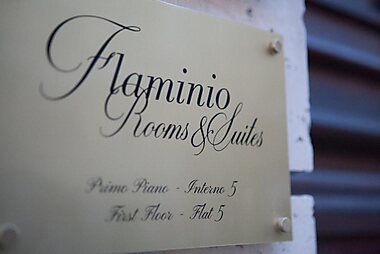 Flaminio
Rooms & Suites
Primo Piano - Interno 5
First Floor - Flat 5